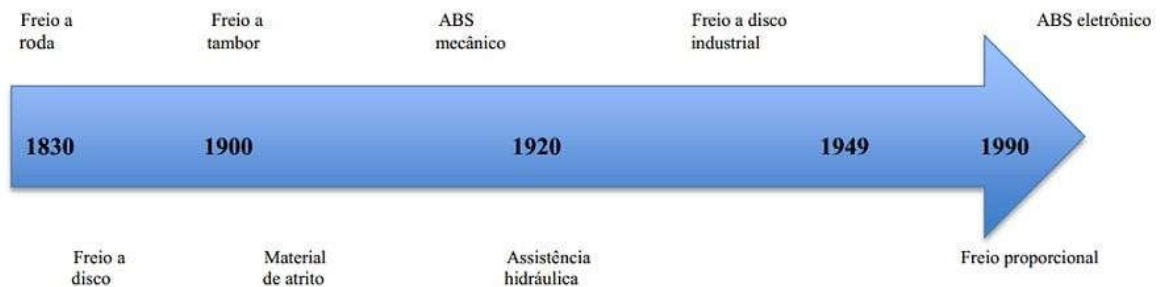 Freio a
roda
Freio a
tambor
ABS
mecânico
Freio a disco
industrial
ABS eletrônico
1830
1900
1920
1949
1990
Freio a
disco
Material
de atrito
Assistência
hidráulica
Freio proporcional